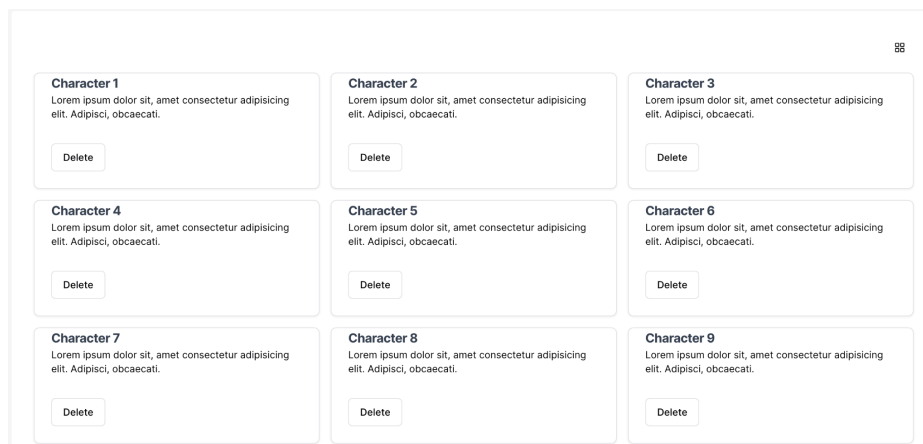 Character 1
Lorem ipsum dolor sit, amet consectetur adipisicing
elit. Adipisci, obcaecati.
Delete
Character 2
Lorem ipsum dolor sit, amet consectetur adipisicing
elit. Adipisci, obcaecati.
Delete
Character 3
Lorem ipsum dolor sit, amet consectetur adipisicing
elit. Adipisci, obcaecati.
Delete
Character 4
Lorem ipsum dolor sit, amet consectetur adipisicing
elit. Adipisci, obcaecati.
Delete
Character 5
Lorem ipsum dolor sit, amet consectetur adipisicing
elit. Adipisci, obcaecati.
Delete
Character 6
Lorem ipsum dolor sit, amet consectetur adipisicing
elit. Adipisci, obcaecati.
Delete
Character 7
Lorem ipsum dolor sit, amet consectetur adipisicing
elit. Adipisci, obcaecati.
Delete
Character 8
Lorem ipsum dolor sit, amet consectetur adipisicing
elit. Adipisci, obcaecati.
Delete
Character 9
Lorem ipsum dolor sit, amet consectetur adipisicing
elit. Adipisci, obcaecati.
Delete